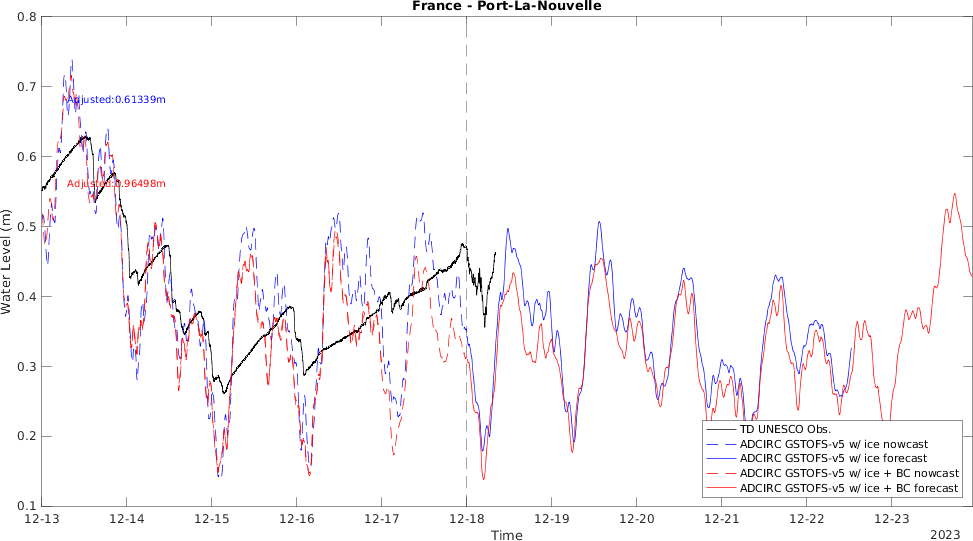 France - Port-La-Nouvelle
0.8
0.7
0.6
0.5
0.4
0.3
0.2
0.1
Water Level (m)
Adjusted:0.61339m
Adjusted:0.96498m
TD UNESCO Obs.
ADCIRC GSTOFS-v5 w/ ice nowcast
ADCIRC GSTOFS-v5 w/ ice forecast
ADCIRC GSTOFS-v5 w/ ice + BC nowcast
ADCIRC GSTOFS-v5 w/ ice + BC forecast
12-13 12-14 12-15 12-16 12-17 12-18 12-19 12-20 12-21 12-22 12-23
Time
2023